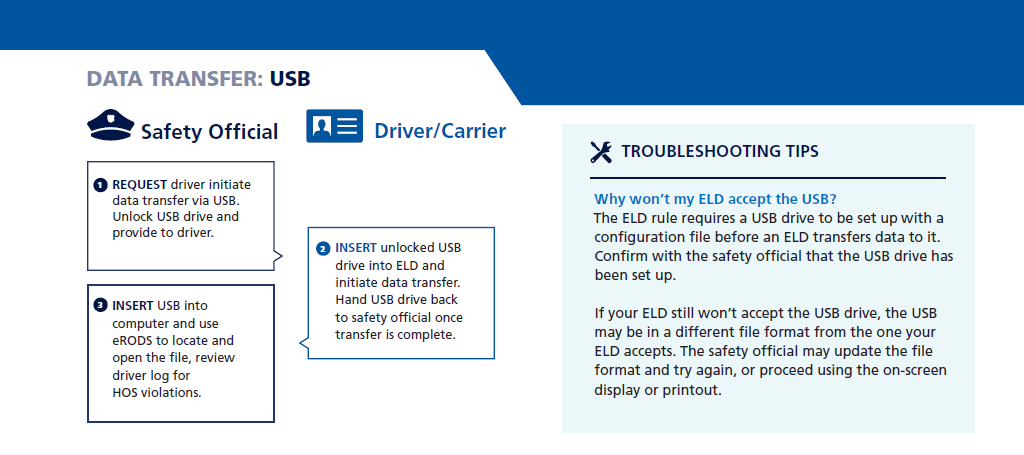 DATA TRANSFER: USB
Safety Official
Driver/Carrier
1 REQUEST driver initiate
data transfer via USB.
Unlock USB drive and
provide to driver.
2 INSERT unlocked USB
drive into ELD and
initiate data transfer.
Hand USB drive back
to safety official once
transfer is complete.
3 INSERT USB into
computer and use
eRODS to locate and
open the file, review
driver log for
HOS violations.
TROUBLESHOOTING TIPS
Why won’t my ELD accept the USB?
The ELD rule requires a USB drive to be set up with a
configuration file before an ELD transfers data to it.
Confirm with the safety official that the USB drive has
been set up.
If your ELD still won’t accept the USB drive, the USB
may be in a different file format from the one your
ELD accepts. The safety official may update the file
format and try again, or proceed using the on-screen
display or printout.